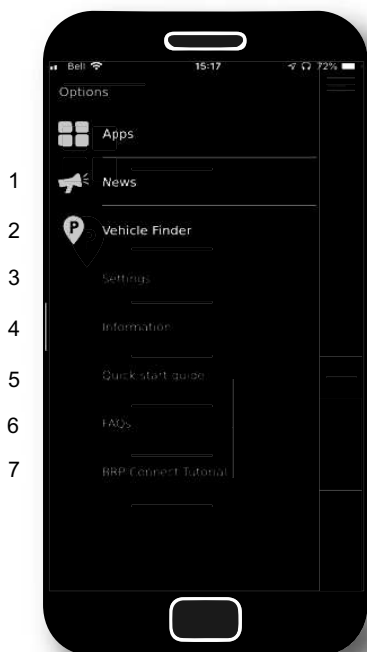 Bell 15:17 72%
Options
Apps
1 News
2 P Vehicle Finder
3 Settings
4 Information
5 Quick start guide
6 FAQs
7 BRP Connect Tutorial